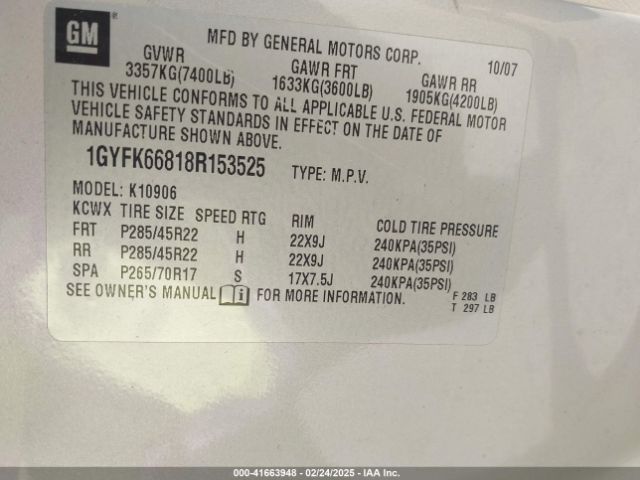 GM
MFD BY GENERAL MOTORS CORP. 10/07
GVWR GAWR FRT GAWR RR
3357KG(7400LB) 1633KG(3600LB) 1905KG(4200LB)
THIS VEHICLE CONFORMS TO ALL APPLICABLE U.S. FEDERAL MOTOR
VEHICLE SAFETY STANDARDS IN EFFECT ON THE DATE OF
MANUFACTURE SHOWN ABOVE.
1GYFK66818R153525 TYPE: M.P.V.
MODEL: K10906
KCWX TIRE SIZE SPEED RTG RIM COLD TIRE PRESSURE
FRT P285/45R22 H 22X9J 240KPA(35PSI)
RR P285/45R22 H 22X9J 240KPA(35PSI)
SPA P265/70R17 S 17X7.5J 240KPA(35PSI)
SEE OWNER'S MANUAL i FOR MORE INFORMATION.
F 283 LB
T 297 LB
000-41663948 - 02/24/2025 - IAA Inc.